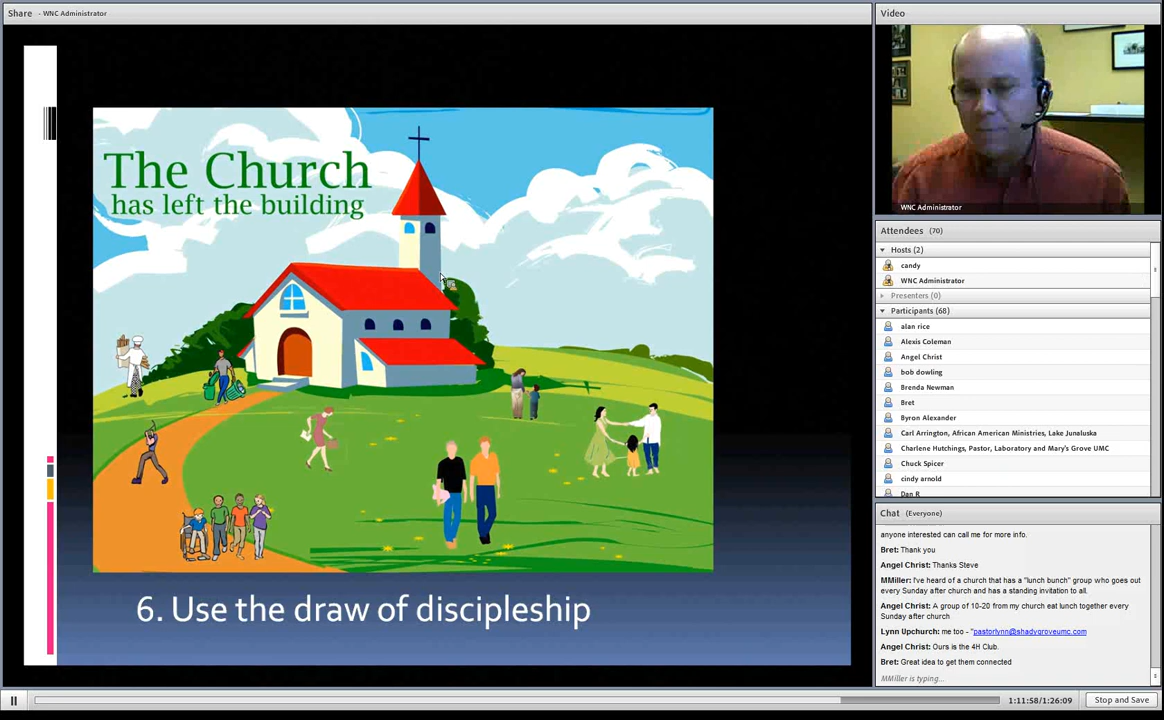 Share - WNC Administrator
The Church
has left the building
6. Use the draw of discipleship
Video
WNC Administrator
Attendees (70)
Hosts (2)
candy
WNC Administrator
Presenters (0)
Participants (68)
alan rice
Alexis Coleman
Angel Christ
bob dowling
Brenda Newman
Bret
Byron Alexander
Carl Arrington, African American Ministries, Lake Junaluska
Charlene Hutchings, Pastor, Laboratory and Mary's Grove UMC
Chuck Spicer
cindy arnold
Dan R
Chat (Everyone)
anyone interested can call me for more info.
Bret: Thank you
Angel Christ: Thanks Steve
MMiller: I've heard of a church that has a "lunch bunch" group who goes out
every Sunday after church and has a standing invitation to all.
Angel Christ: A group of 10-20 from my church eat lunch together every
Sunday after church
Lynn Upchurch: me too - "pastorlynn@shadygroveumc.com
Angel Christ: Ours is the 4H Club.
Bret: Great idea to get them connected
MMiller is typing...
1:11:58/1:26:09
Stop and Save